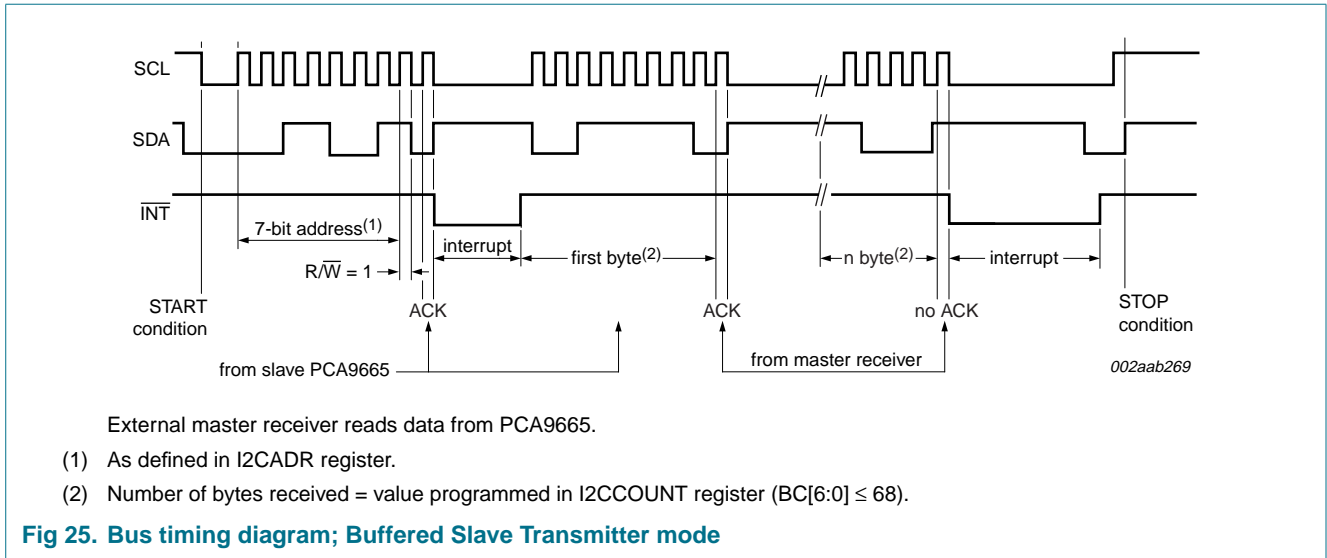 SCL
SDA
INT
7-bit address(1)
interrupt
first byte(2)
n byte(2)
interrupt
R/W = 1
START
condition
ACK
ACK
no ACK
STOP
condition
from slave PCA9665
from master receiver
002aab269
External master receiver reads data from PCA9665.
(1) As defined in I2CADR register.
(2) Number of bytes received = value programmed in I2CCOUNT register (BC[6:0] ≤ 68).
Fig 25. Bus timing diagram; Buffered Slave Transmitter mode